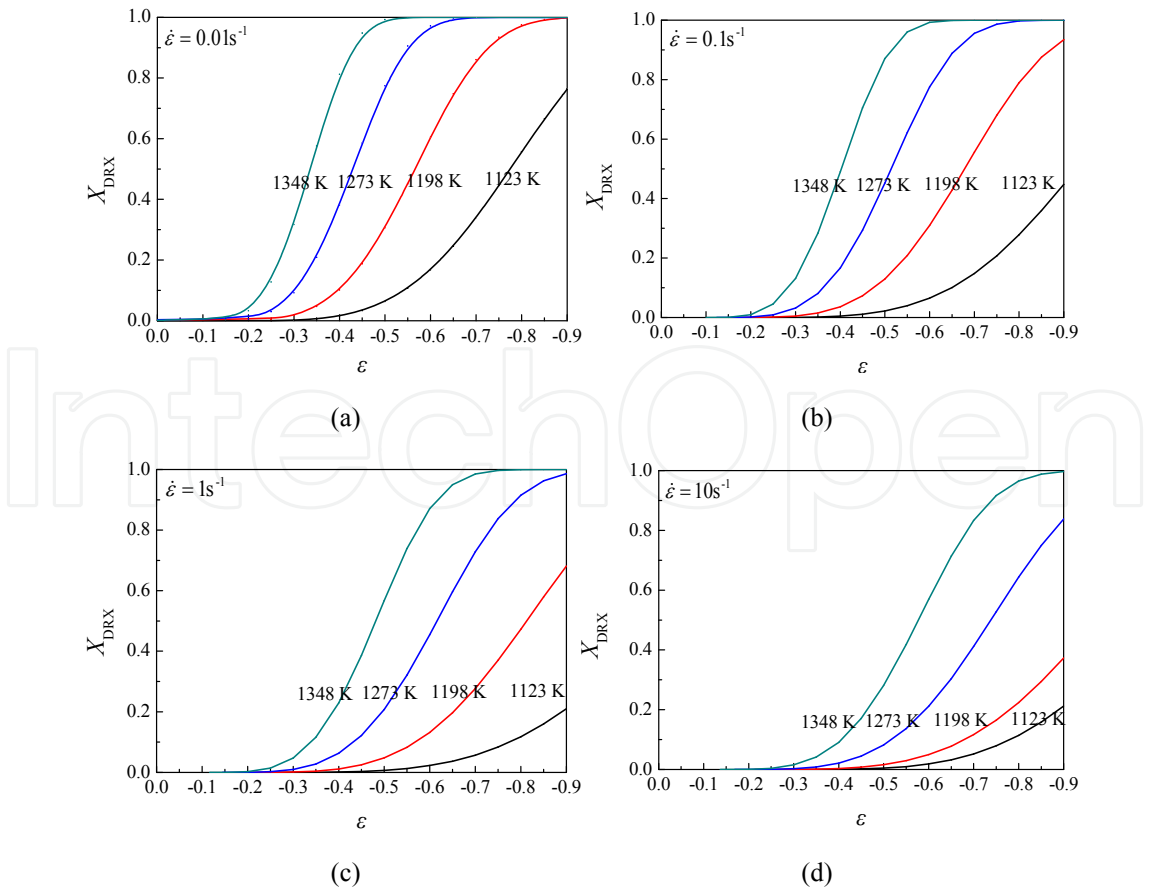 ε̇ = 0.01s⁻¹
1.0
0.8
0.6
0.4
0.2
0.0
X_DRX
1348 K 1273 K 1198 K 1123 K
0.0 -0.1 -0.2 -0.3 -0.4 -0.5 -0.6 -0.7 -0.8 -0.9
ε
(a)
ε̇ = 0.1s⁻¹
1.0
0.8
0.6
0.4
0.2
0.0
X_DRX
1348 K 1273 K 1198 K 1123 K
0.0 -0.1 -0.2 -0.3 -0.4 -0.5 -0.6 -0.7 -0.8 -0.9
ε
(b)
IntechOpen
ε̇ = 1s⁻¹
1.0
0.8
0.6
0.4
0.2
0.0
X_DRX
1348 K 1273 K 1198 K 1123 K
0.0 -0.1 -0.2 -0.3 -0.4 -0.5 -0.6 -0.7 -0.8 -0.9
ε
(c)
ε̇ = 10s⁻¹
1.0
0.8
0.6
0.4
0.2
0.0
X_DRX
1348 K 1273 K 1198 K 1123 K
0.0 -0.1 -0.2 -0.3 -0.4 -0.5 -0.6 -0.7 -0.8 -0.9
ε
(d)